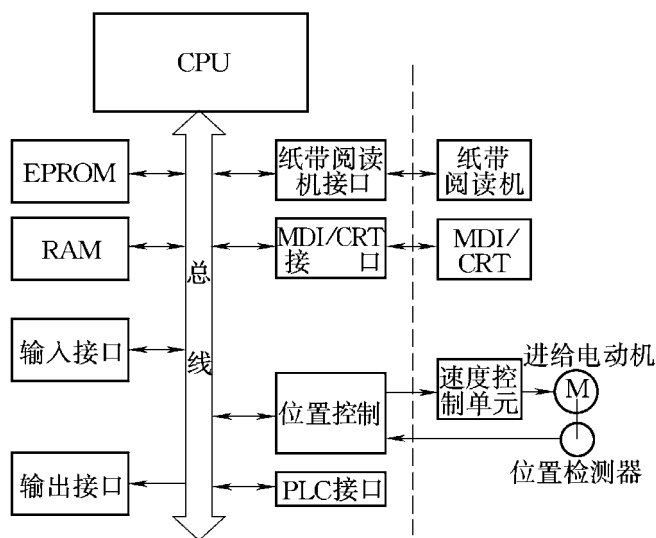 CPU
EPROM
纸带阅读
机接口
纸带
阅读机
RAM
MDI/CRT
接 口
MDI/
CRT
总
线
输入接口
位置控制
速度控
制单元
进给电动机
M
位置检测器
输出接口
PLC接口